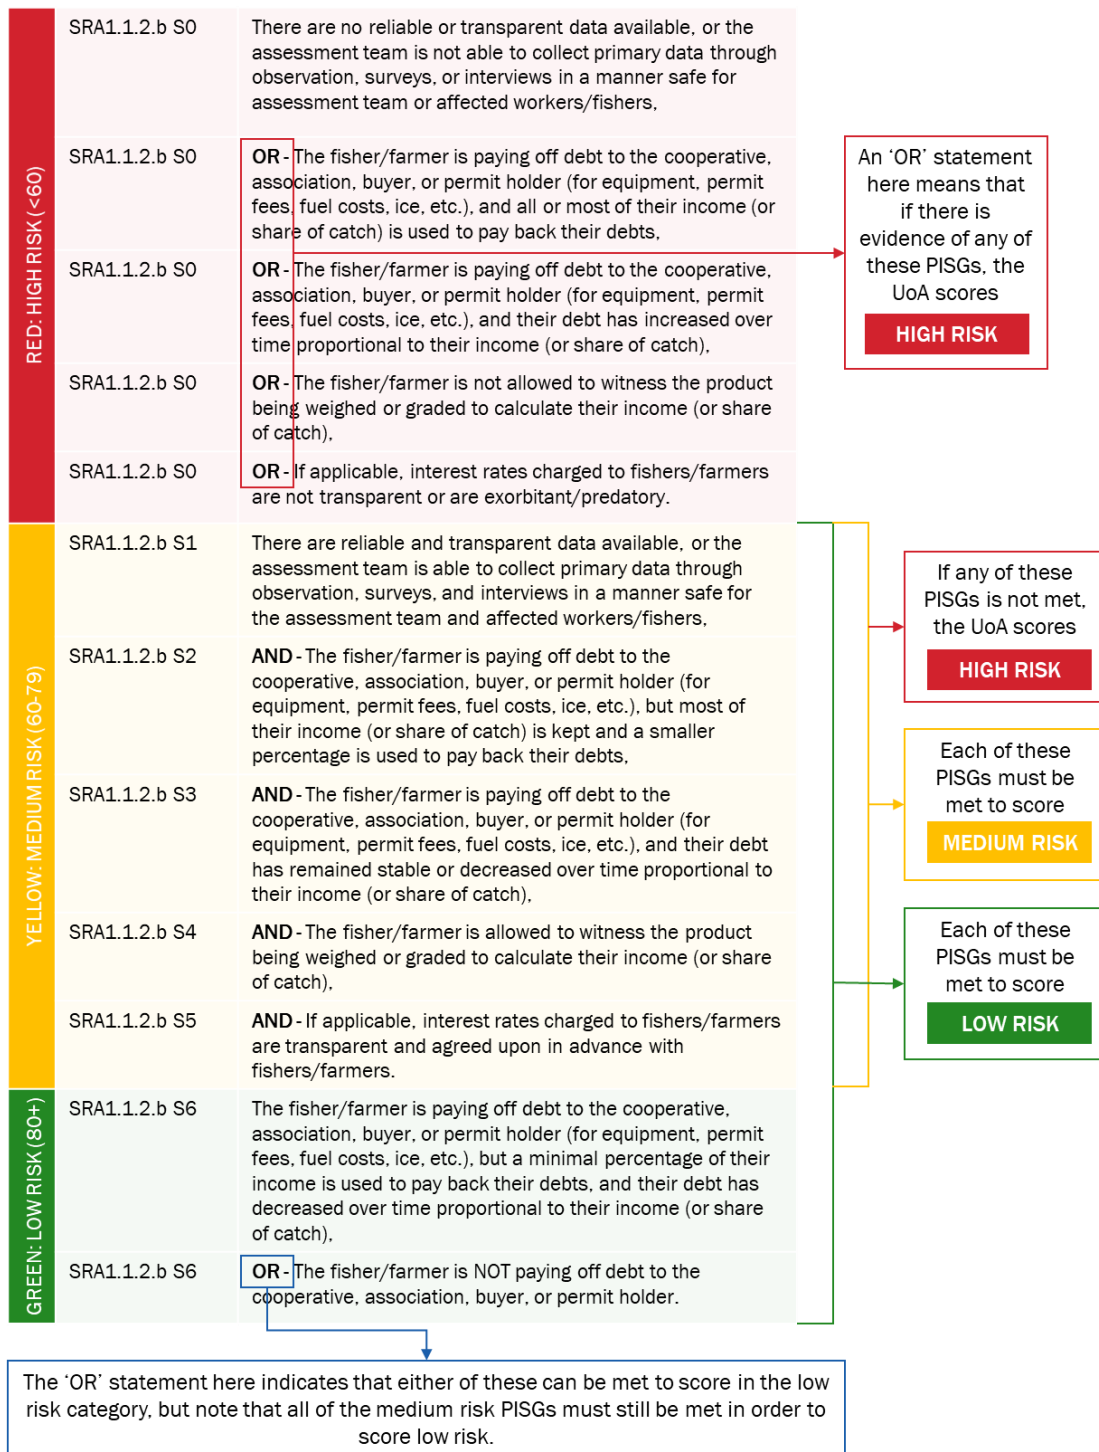 RED: HIGH RISK (<60)
SRA1.1.2.b S0
There are no reliable or transparent data available, or the
assessment team is not able to collect primary data through
observation, surveys, or interviews in a manner safe for
assessment team or affected workers/fishers,
SRA1.1.2.b S0
OR - The fisher/farmer is paying off debt to the cooperative,
association, buyer, or permit holder (for equipment, permit
fees, fuel costs, ice, etc.), and all or most of their income (or
share of catch) is used to pay back their debts,
SRA1.1.2.b S0
OR - The fisher/farmer is paying off debt to the cooperative,
association, buyer, or permit holder (for equipment, permit
fees, fuel costs, ice, etc.), and their debt has increased over
time proportional to their income (or share of catch),
SRA1.1.2.b S0
OR - The fisher/farmer is not allowed to witness the product
being weighed or graded to calculate their income (or share
of catch),
SRA1.1.2.b S0
OR - If applicable, interest rates charged to fishers/farmers
are not transparent or are exorbitant/predatory.
An ‘OR’ statement
here means that
if there is
evidence of any of
these PISGs, the
UoA scores
HIGH RISK
YELLOW: MEDIUM RISK (60-79)
SRA1.1.2.b S1
There are reliable and transparent data available, or the
assessment team is able to collect primary data through
observation, surveys, and interviews in a manner safe for
the assessment team and affected workers/fishers,
SRA1.1.2.b S2
AND - The fisher/farmer is paying off debt to the
cooperative, association, buyer, or permit holder (for
equipment, permit fees, fuel costs, ice, etc.), but most of
their income (or share of catch) is kept and a smaller
percentage is used to pay back their debts,
SRA1.1.2.b S3
AND - The fisher/farmer is paying off debt to the
cooperative, association, buyer, or permit holder (for
equipment, permit fees, fuel costs, ice, etc.), and their debt
has remained stable or decreased over time proportional to
their income (or share of catch),
SRA1.1.2.b S4
AND - The fisher/farmer is allowed to witness the product
being weighed or graded to calculate their income (or share
of catch),
SRA1.1.2.b S5
AND - If applicable, interest rates charged to fishers/farmers
are transparent and agreed upon in advance with
fishers/farmers.
If any of these
PISGs is not met,
the UoA scores
HIGH RISK
Each of these
PISGs must be
met to score
MEDIUM RISK
Each of these
PISGs must be
met to score
LOW RISK
GREEN: LOW RISK (80+)
SRA1.1.2.b S6
The fisher/farmer is paying off debt to the cooperative,
association, buyer, or permit holder (for equipment, permit
fees, fuel costs, ice, etc.), but a minimal percentage of their
income is used to pay back their debts, and their debt has
decreased over time proportional to their income (or share
of catch),
SRA1.1.2.b S6
OR - The fisher/farmer is NOT paying off debt to the
cooperative, association, buyer, or permit holder.
The ‘OR’ statement here indicates that either of these can be met to score in the low
risk category, but note that all of the medium risk PISGs must still be met in order to
score low risk.